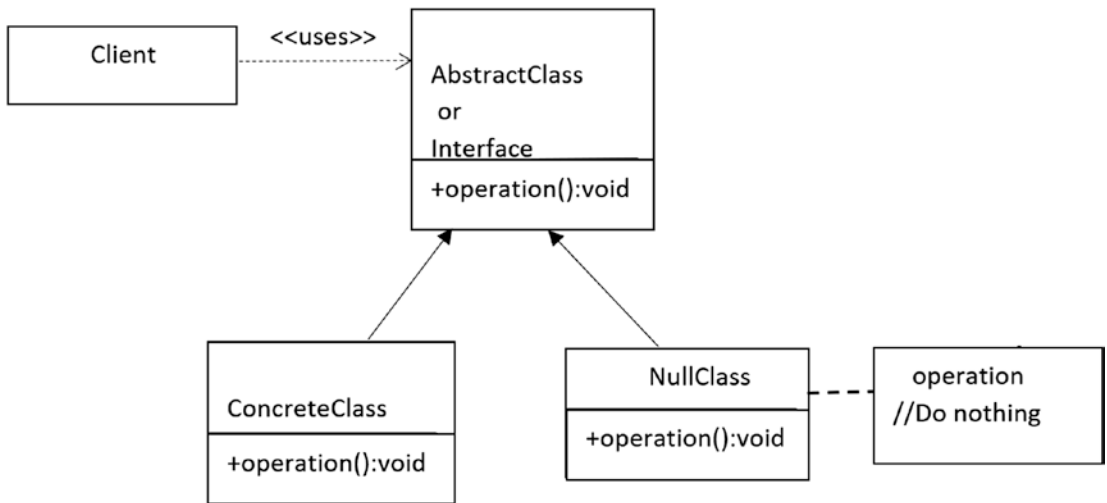 Client
<<uses>>
AbstractClass
or
Interface
+operation():void
ConcreteClass
+operation():void
NullClass
+operation():void
operation
//Do nothing